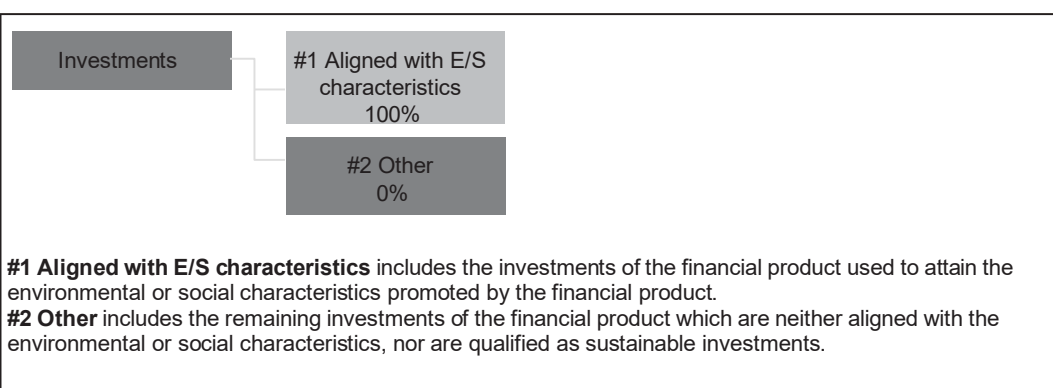 Investments
#1 Aligned with E/S
characteristics
100%
#2 Other
0%
#1 Aligned with E/S characteristics includes the investments of the financial product used to attain the
environmental or social characteristics promoted by the financial product.
#2 Other includes the remaining investments of the financial product which are neither aligned with the
environmental or social characteristics, nor are qualified as sustainable investments.